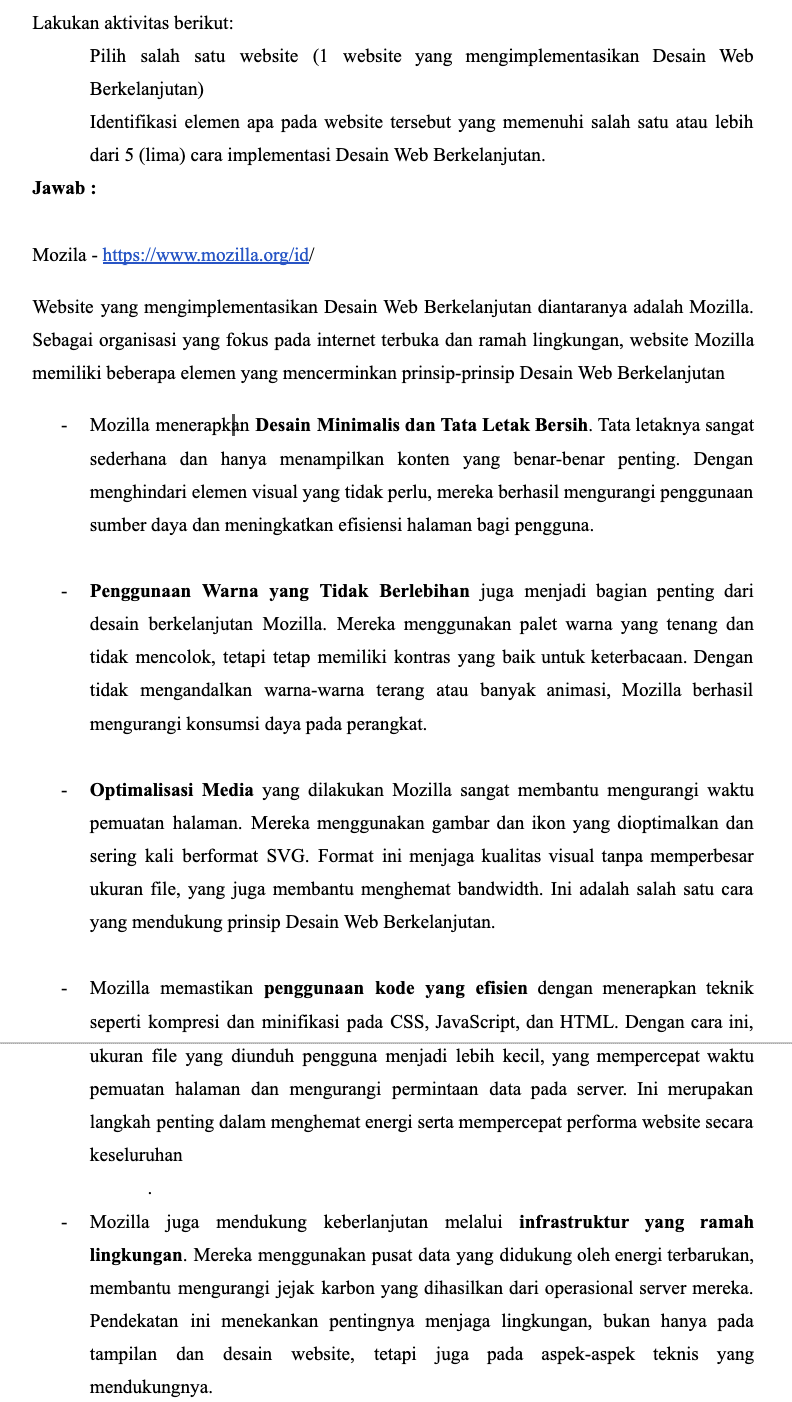 Lakukan aktivitas berikut:
Pilih salah satu website (1 website yang mengimplementasikan Desain Web
Berkelanjutan)
Identifikasi elemen apa pada website tersebut yang memenuhi salah satu atau lebih
dari 5 (lima) cara implementasi Desain Web Berkelanjutan.
Jawab :
Mozila - https://www.mozilla.org/id/
Website yang mengimplementasikan Desain Web Berkelanjutan diantaranya adalah Mozilla.
Sebagai organisasi yang fokus pada internet terbuka dan ramah lingkungan, website Mozilla
memiliki beberapa elemen yang mencerminkan prinsip-prinsip Desain Web Berkelanjutan
- Mozilla menerapkan Desain Minimalis dan Tata Letak Bersih. Tata letaknya sangat
sederhana dan hanya menampilkan konten yang benar-benar penting. Dengan
menghindari elemen visual yang tidak perlu, mereka berhasil mengurangi penggunaan
sumber daya dan meningkatkan efisiensi halaman bagi pengguna.
- Penggunaan Warna yang Tidak Berlebihan juga menjadi bagian penting dari
desain berkelanjutan Mozilla. Mereka menggunakan palet warna yang tenang dan
tidak mencolok, tetapi tetap memiliki kontras yang baik untuk keterbacaan. Dengan
tidak mengandalkan warna-warna terang atau banyak animasi, Mozilla berhasil
mengurangi konsumsi daya pada perangkat.
- Optimalisasi Media yang dilakukan Mozilla sangat membantu mengurangi waktu
pemuatan halaman. Mereka menggunakan gambar dan ikon yang dioptimalkan dan
sering kali berformat SVG. Format ini menjaga kualitas visual tanpa memperbesar
ukuran file, yang juga membantu menghemat bandwidth. Ini adalah salah satu cara
yang mendukung prinsip Desain Web Berkelanjutan.
- Mozilla memastikan penggunaan kode yang efisien dengan menerapkan teknik
seperti kompresi dan minifikasi pada CSS, JavaScript, dan HTML. Dengan cara ini,
ukuran file yang diunduh pengguna menjadi lebih kecil, yang mempercepat waktu
pemuatan halaman dan mengurangi permintaan data pada server. Ini merupakan
langkah penting dalam menghemat energi serta mempercepat performa website secara
keseluruhan
.
- Mozilla juga mendukung keberlanjutan melalui infrastruktur yang ramah
lingkungan. Mereka menggunakan pusat data yang didukung oleh energi terbarukan,
membantu mengurangi jejak karbon yang dihasilkan dari operasional server mereka.
Pendekatan ini menekankan pentingnya menjaga lingkungan, bukan hanya pada
tampilan dan desain website, tetapi juga pada aspek-aspek teknis yang
mendukungnya.